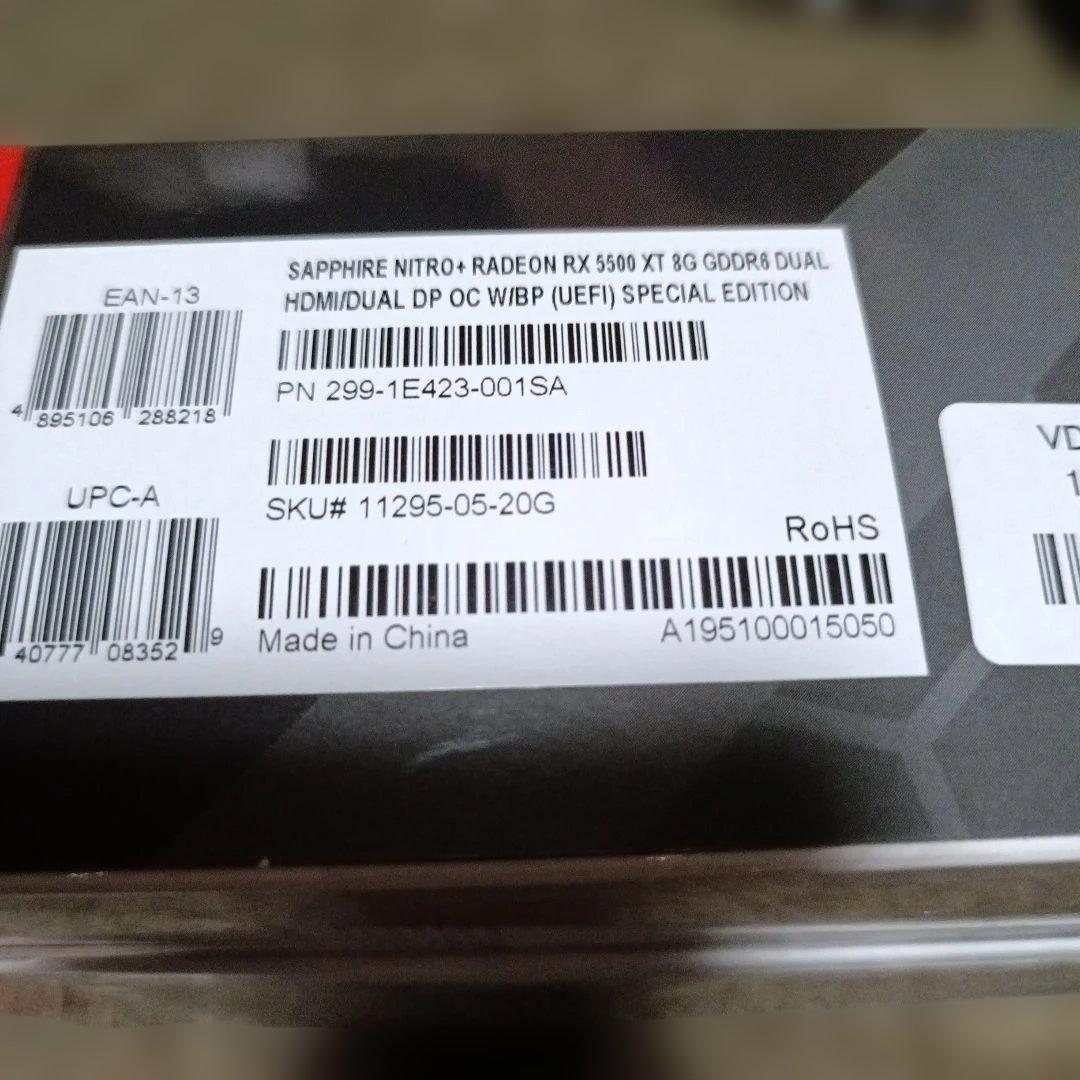 SAPPHIRE NITRO+ RADEON RX 5500 XT 8G GDDR6 DUAL
HDMI/DUAL DP OC W/BP (UEFI) SPECIAL EDITION
EAN-13
4 895106 288218
PN 299-1E423-001SA
UPC-A
40777 08352 9
SKU# 11295-05-20G
RoHS
Made in China
A195100015050
VD
1